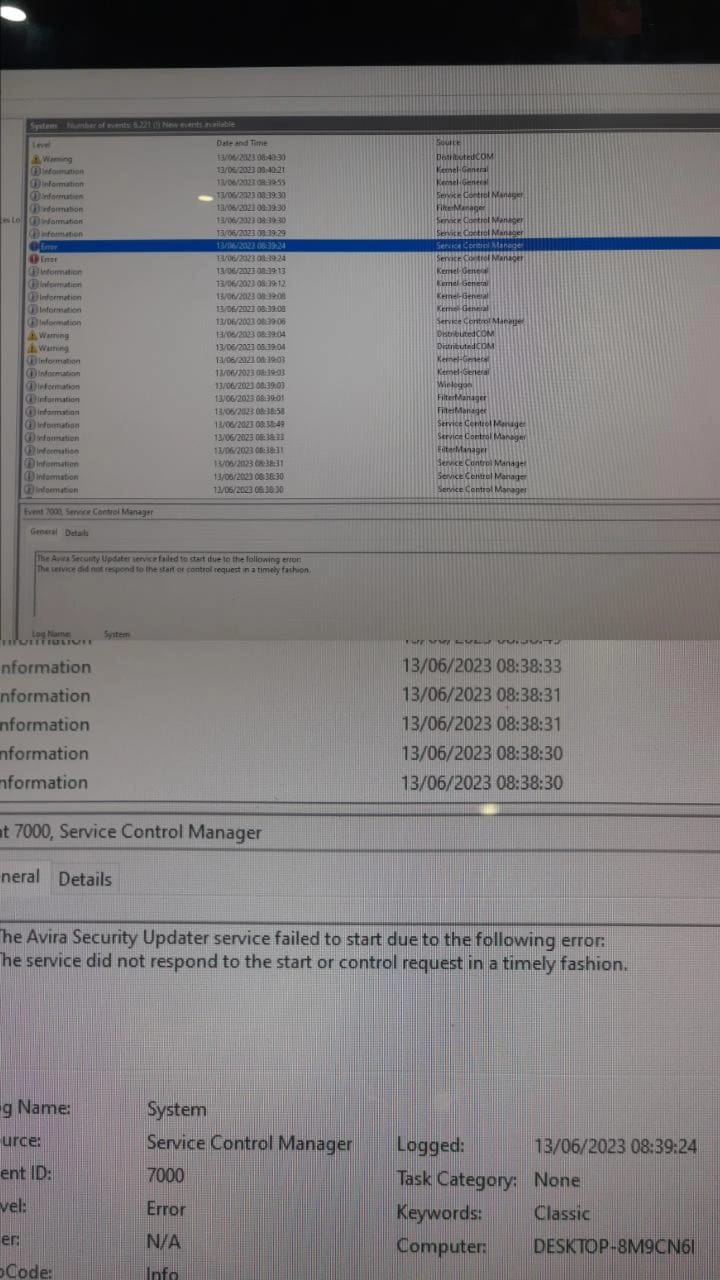 System Number of events: 6,221 (!) New events available
Level Date and Time Source
Warning 13/06/2023 08:40:30 DistributedCOM
Information 13/06/2023 08:40:21 Kernel-General
Information 13/06/2023 08:39:55 Kernel-General
Information 13/06/2023 08:39:30 Service Control Manager
Information 13/06/2023 08:39:30 FilterManager
Information 13/06/2023 08:39:30 Service Control Manager
Information 13/06/2023 08:39:29 Service Control Manager
Error 13/06/2023 08:39:24 Service Control Manager
Error 13/06/2023 08:39:24 Service Control Manager
Information 13/06/2023 08:39:13 Kernel-General
Information 13/06/2023 08:39:12 Kernel-General
Information 13/06/2023 08:39:08 Kernel-General
Information 13/06/2023 08:39:08 Kernel-General
Information 13/06/2023 08:39:06 Service Control Manager
Warning 13/06/2023 08:39:04 DistributedCOM
Warning 13/06/2023 08:39:04 DistributedCOM
Information 13/06/2023 08:39:03 Kernel-General
Information 13/06/2023 08:39:03 Kernel-General
Information 13/06/2023 08:39:03 Winlogon
Information 13/06/2023 08:39:01 FilterManager
Information 13/06/2023 08:38:58 FilterManager
Information 13/06/2023 08:38:49 Service Control Manager
Information 13/06/2023 08:38:33 Service Control Manager
Information 13/06/2023 08:38:31 FilterManager
Information 13/06/2023 08:38:31 Service Control Manager
Information 13/06/2023 08:38:30 Service Control Manager
Information 13/06/2023 08:38:30 Service Control Manager
Event 7000, Service Control Manager
General Details
The Avira Security Updater service failed to start due to the following error:
The service did not respond to the start or control request in a timely fashion.
Log Name: System
nformation 13/06/2023 08:38:33
nformation 13/06/2023 08:38:31
nformation 13/06/2023 08:38:31
nformation 13/06/2023 08:38:30
nformation 13/06/2023 08:38:30
t 7000, Service Control Manager
neral Details
The Avira Security Updater service failed to start due to the following error:
The service did not respond to the start or control request in a timely fashion.
g Name: System
urce: Service Control Manager Logged: 13/06/2023 08:39:24
ent ID: 7000 Task Category: None
vel: Error Keywords: Classic
er: N/A Computer: DESKTOP-8M9CN6I
Code: Info